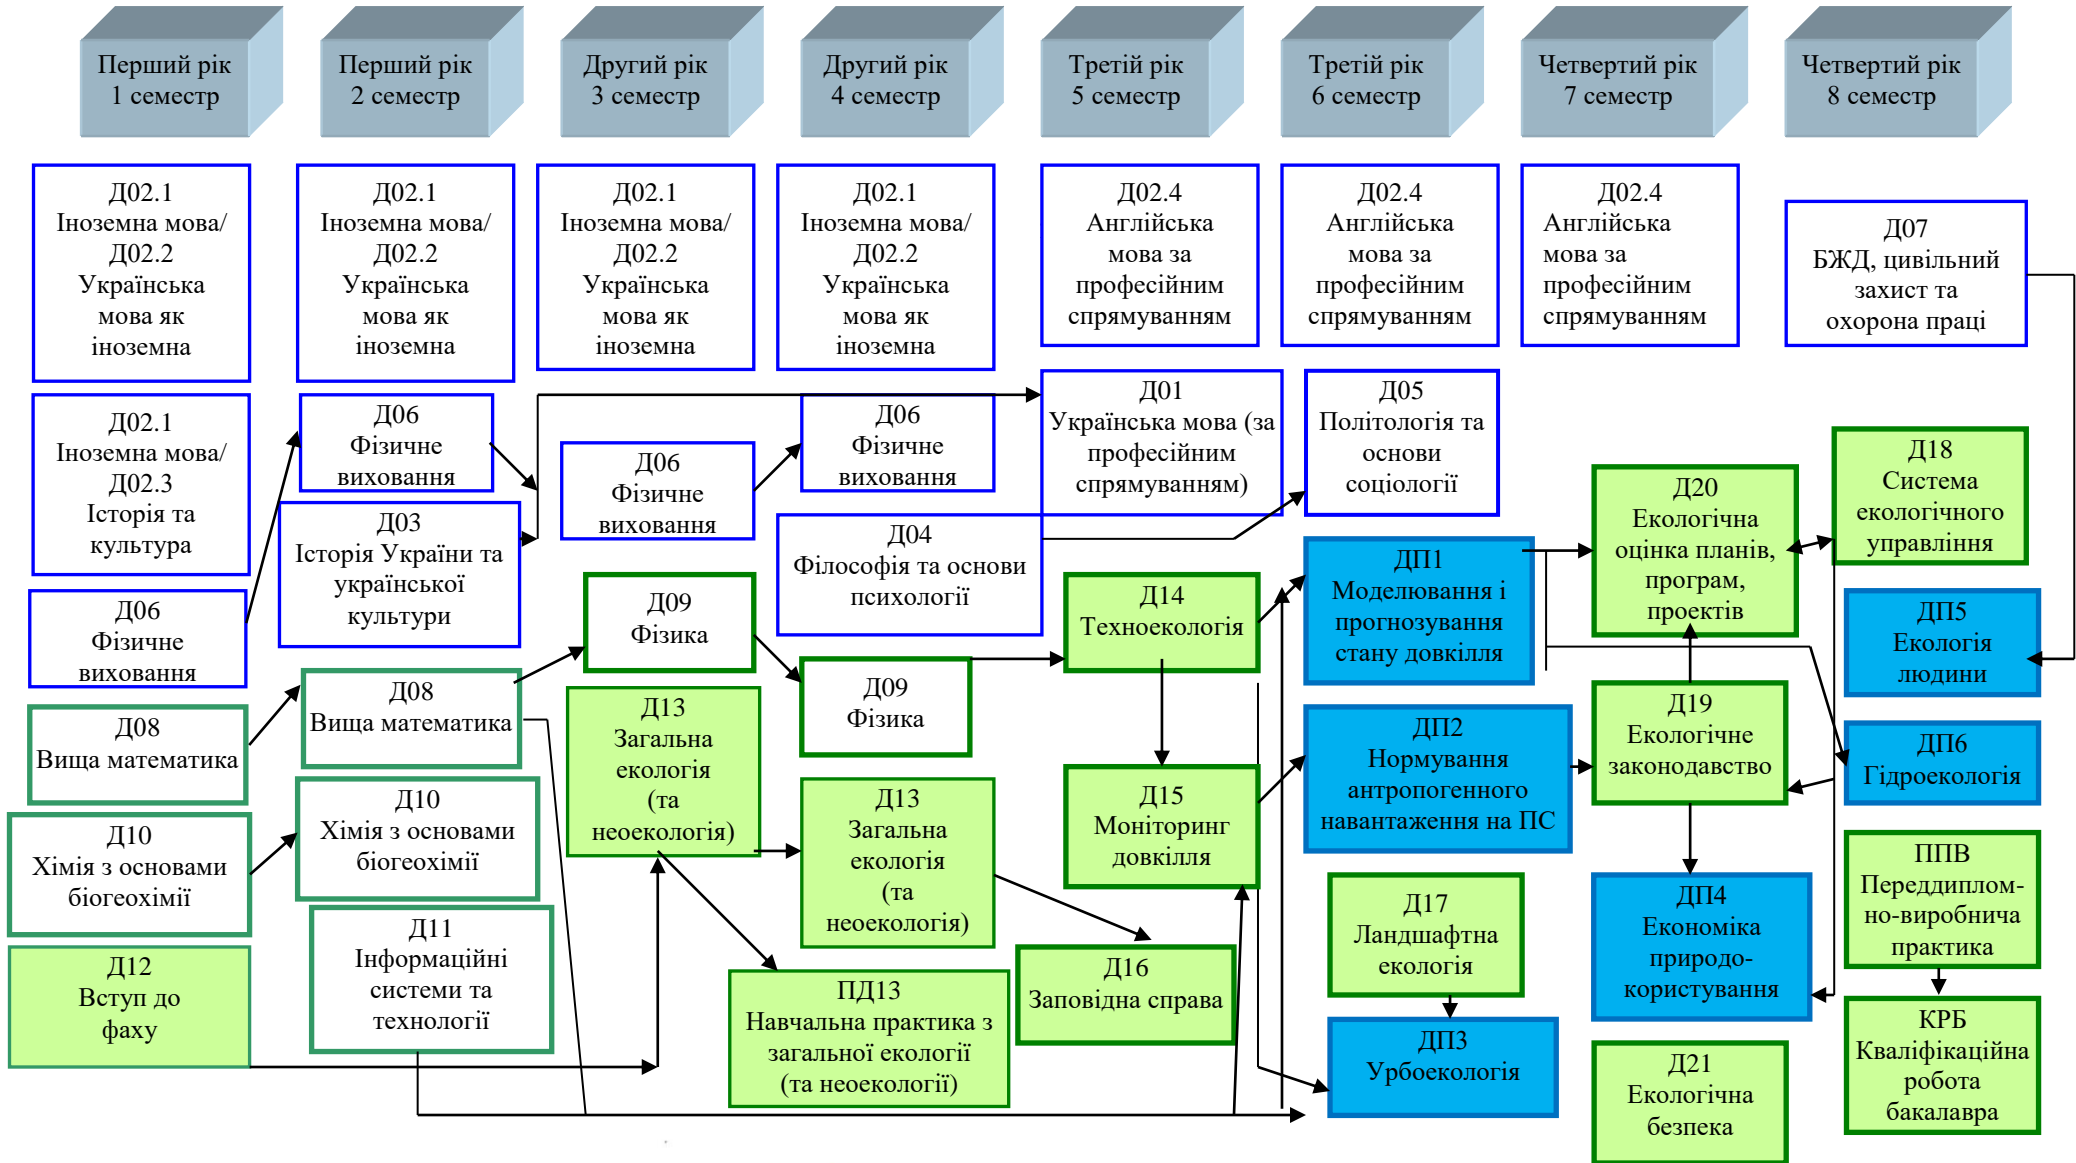 Перший рік
1 семестр
Перший рік
2 семестр
Другий рік
3 семестр
Другий рік
4 семестр
Третій рік
5 семестр
Третій рік
6 семестр
Четвертий рік
7 семестр
Четвертий рік
8 семестр
Д02.1
Іноземна мова/
Д02.2
Українська
мова як
іноземна
Д02.1
Іноземна мова/
Д02.3
Історія та
культура
Д06
Фізичне
виховання
Д08
Вища математика
Д10
Хімія з основами
біогеохімії
Д12
Вступ до
фаху
Д02.1
Іноземна мова/
Д02.2
Українська
мова як
іноземна
Д06
Фізичне
виховання
Д03
Історія України та
української
культури
Д08
Вища математика
Д10
Хімія з основами
біогеохімії
Д11
Інформаційні
системи та
технології
Д02.1
Іноземна мова/
Д02.2
Українська
мова як
іноземна
Д06
Фізичне
виховання
Д09
Фізика
Д13
Загальна
екологія
(та
неоекологія)
ПД13
Навчальна практика з
загальної екології
(та неоекології)
Д02.1
Іноземна мова/
Д02.2
Українська
мова як
іноземна
Д06
Фізичне
виховання
Д04
Філософія та основи
психології
Д09
Фізика
Д13
Загальна
екологія
(та
неоекологія)
Д02.4
Англійська
мова за
професійним
спрямуванням
Д01
Українська мова (за
професійним
спрямуванням)
Д14
Техноекологія
Д15
Моніторинг
довкілля
Д16
Заповідна справа
Д02.4
Англійська
мова за
професійним
спрямуванням
Д05
Політологія та
основи
соціології
ДП1
Моделювання і
прогнозування
стану довкілля
ДП2
Нормування
антропогенного
навантаження на ПС
Д17
Ландшафтна
екологія
ДП3
Урбоекологія
Д02.4
Англійська
мова за
професійним
спрямуванням
Д20
Екологічна
оцінка планів,
програм,
проектів
Д19
Екологічне
законодавство
ДП4
Економіка
природо-
користування
Д21
Екологічна
безпека
Д07
БЖД, цивільний
захист та
охорона праці
Д18
Система
екологічного
управління
ДП5
Екологія
людини
ДП6
Гідроекологія
ППВ
Переддиплом-
но-виробнича
практика
КРБ
Кваліфікаційна
робота
бакалавра